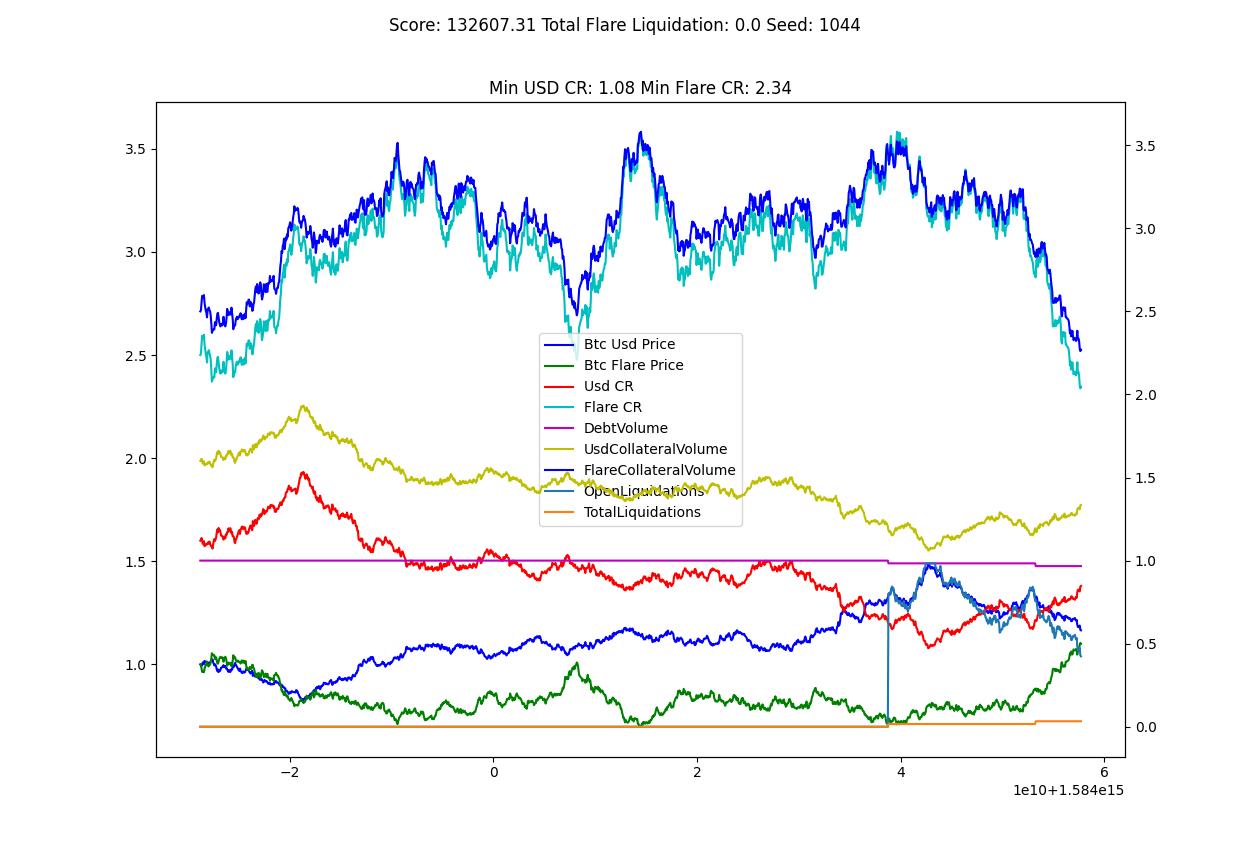 Score: 132607.31 Total Flare Liquidation: 0.0 Seed: 1044
Min USD CR: 1.08 Min Flare CR: 2.34
3.5
3.0
2.5
2.0
1.5
1.0
3.5
3.0
2.5
2.0
1.5
1.0
0.5
0.0
Btc Usd Price
Btc Flare Price
Usd CR
Flare CR
DebtVolume
UsdCollateralVolume
FlareCollateralVolume
OpenLiquidations
TotalLiquidations
−2
0
2
4
6
1e10+1.584e15